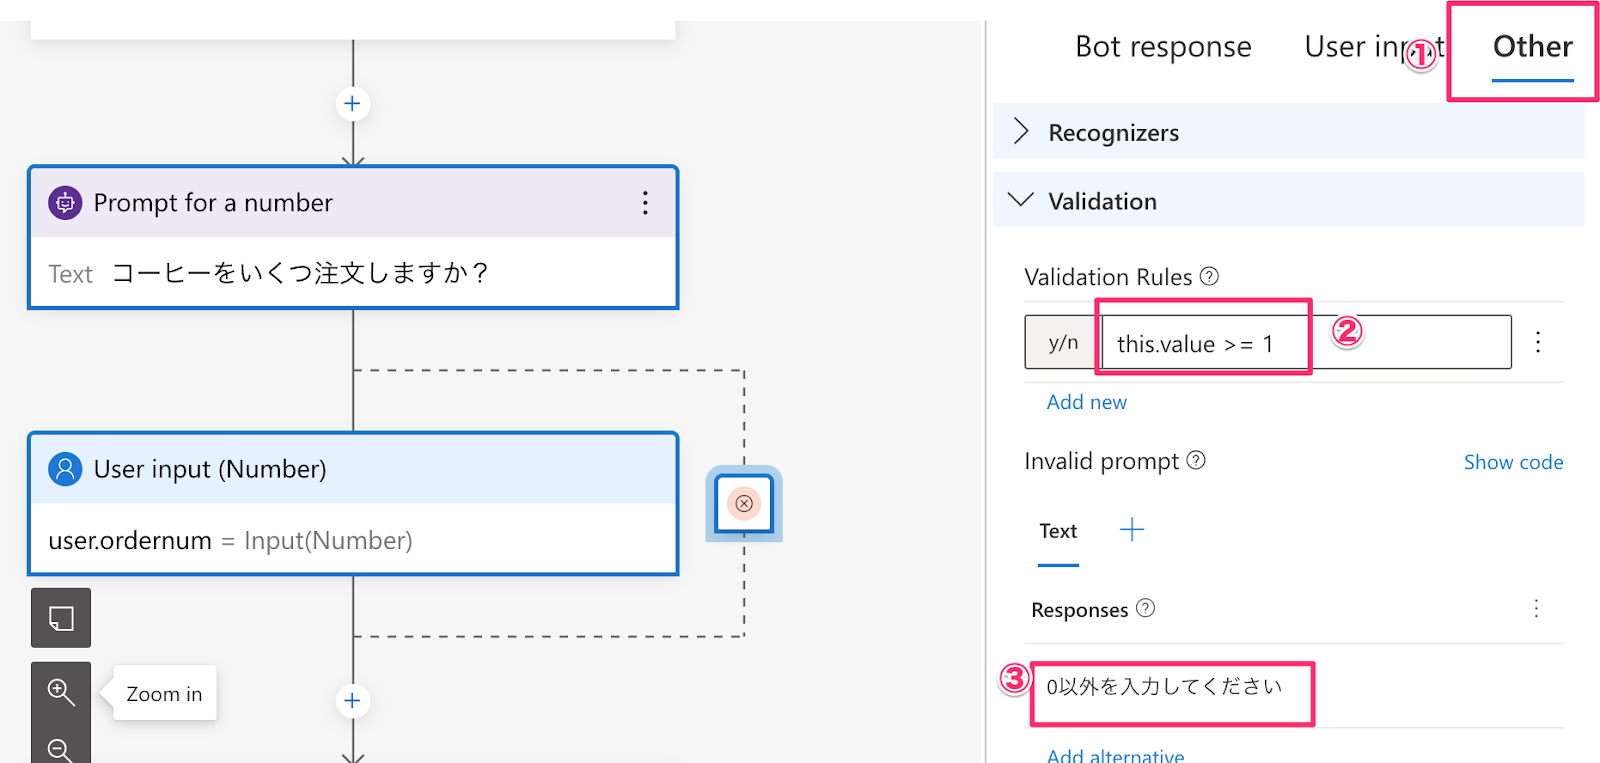 Prompt for a number
Text コーヒーをいくつ注文しますか？
User input (Number)
user.ordernum = Input(Number)
Zoom in
Bot response User input Other
①
Recognizers
Validation
Validation Rules
y/n this.value >= 1
②
Add new
Invalid prompt Show code
Text
Responses
③
0以外を入力してください
Add alternative